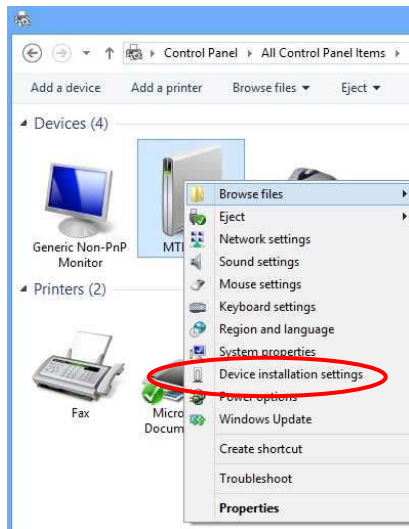 Control Panel ▸ All Control Panel Items ▸
Add a device Add a printer Browse files Eject
Devices (4)
Generic Non-PnP
Monitor
Browse files
Eject
Network settings
Sound settings
Mouse settings
Keyboard settings
Region and language
System properties
Device installation settings
Power options
Windows Update
Create shortcut
Troubleshoot
Properties
Printers (2)
Fax